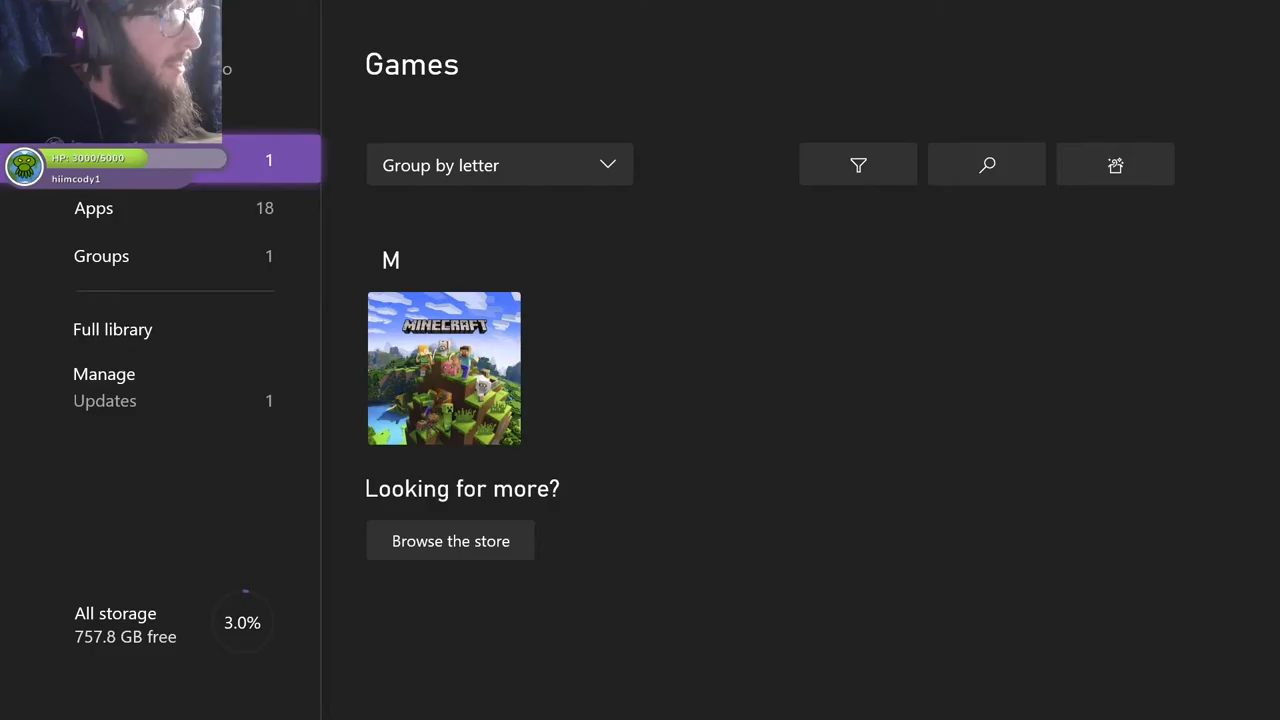 Games
HP: 3000/5000
hiimcody1
1
Group by letter
Apps 18
Groups 1
M
MINECRAFT
Full library
Manage
Updates 1
Looking for more?
Browse the store
All storage
757.8 GB free
3.0%